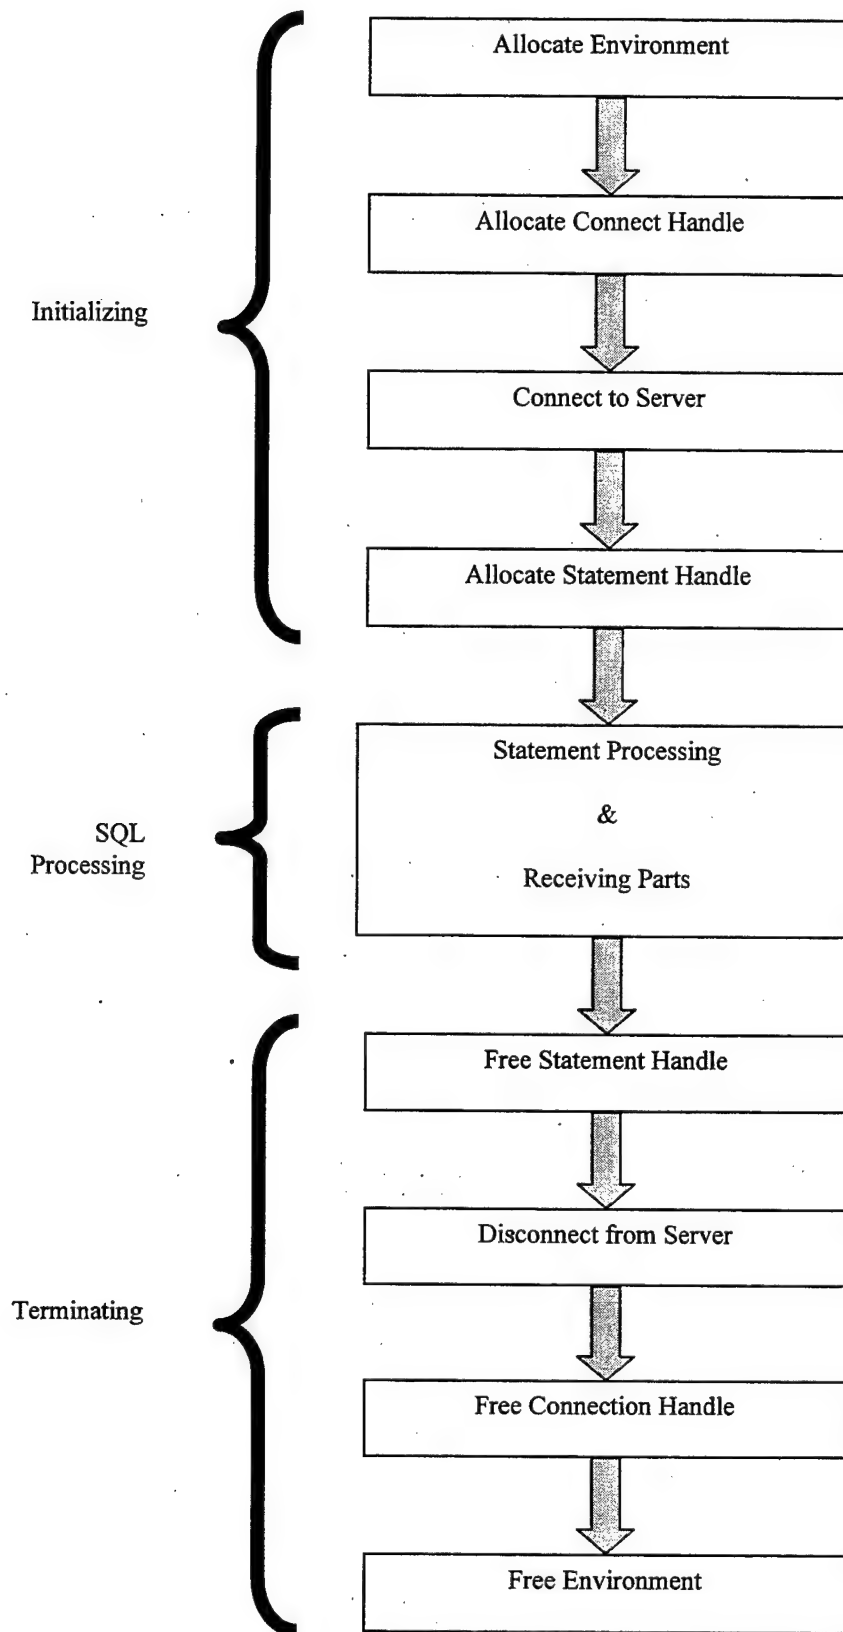 Allocate Environment
Allocate Connect Handle
Initializing
Connect to Server
Allocate Statement Handle
Statement Processing
&
Receiving Parts
SQL
Processing
Free Statement Handle
Disconnect from Server
Terminating
Free Connection Handle
Free Environment